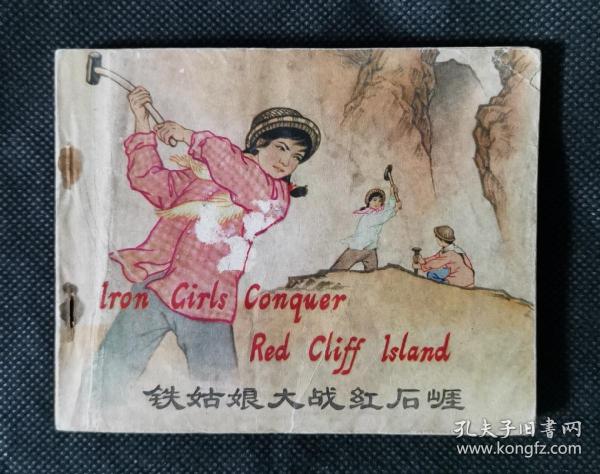 Iron Girls Conquer
Red Cliff Island
铁姑娘大战红石崕
孔夫子旧书网
www.kongfz.com